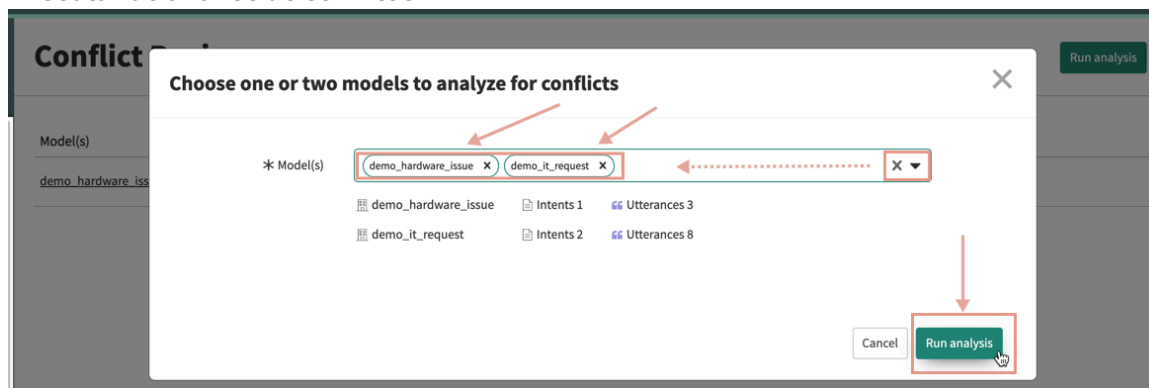 Conflict
Run analysis
Choose one or two models to analyze for conflicts
Model(s)
* Model(s)
demo_hardware_issue x demo_it_request x
demo_hardware_iss
demo_hardware_issue Intents 1 Utterances 3
demo_it_request Intents 2 Utterances 8
Cancel Run analysis